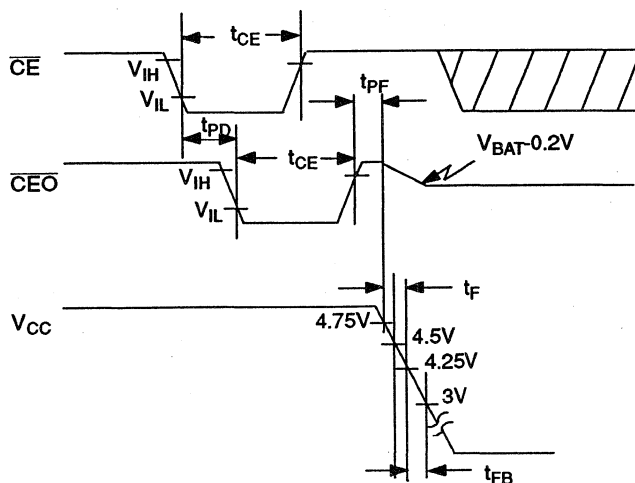 CE
VIH
VIL
tCE
tPF
tPD
CEO
VIH
VIL
tCE
VBAT-0.2V
tF
VCC
4.75V
4.5V
4.25V
3V
tFB